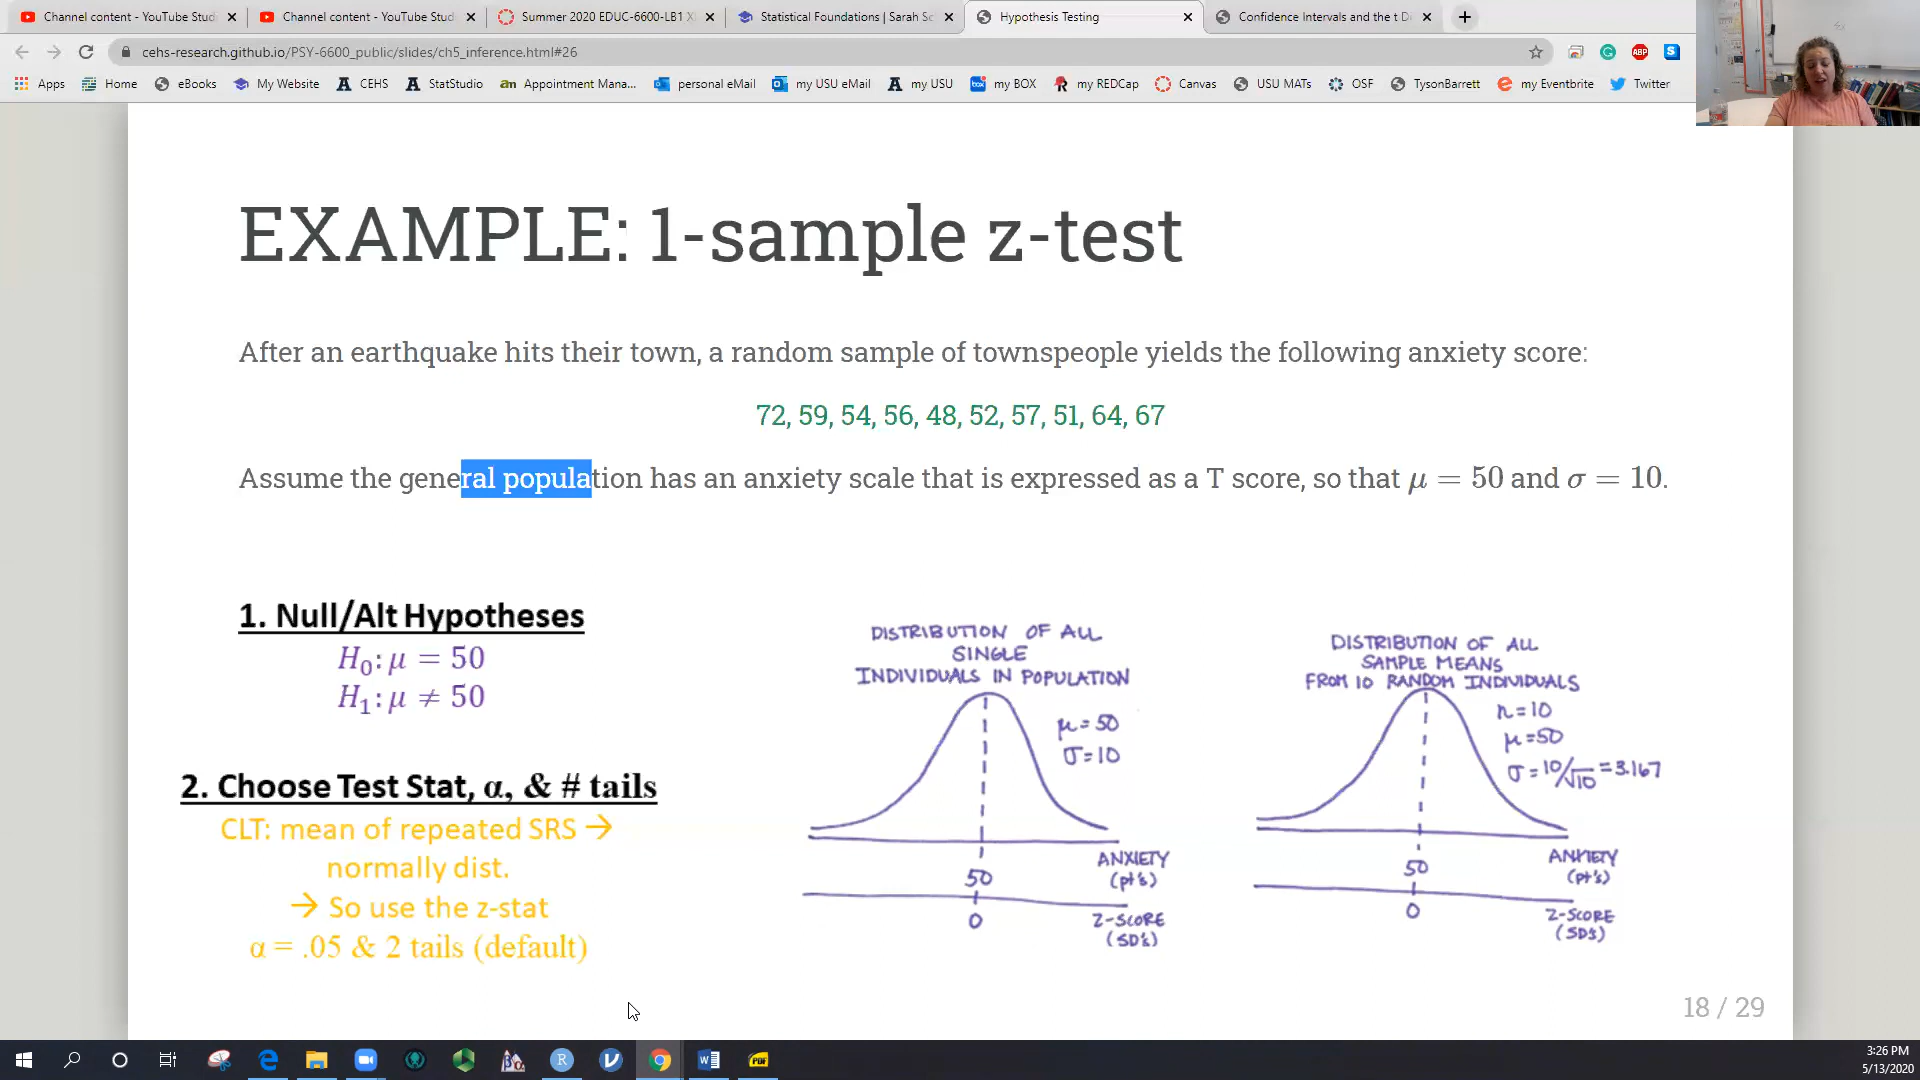 Channel content - YouTube Stud
Channel content - YouTube Stud
Summer 2020 EDUC-6600-LB1 X
Statistical Foundations | Sarah Sc
Hypothesis Testing
Confidence Intervals and the t D
cehs-research.github.io/PSY-6600_public/slides/ch5_inference.html#26
Apps Home eBooks My Website CEHS StatStudio Appointment Mana... personal eMail my USU eMail my USU my BOX my REDCap Canvas USU MATs OSF TysonBarrett my Eventbrite Twitter
EXAMPLE: 1-sample z-test
After an earthquake hits their town, a random sample of townspeople yields the following anxiety score:
72, 59, 54, 56, 48, 52, 57, 51, 64, 67
Assume the general population has an anxiety scale that is expressed as a T score, so that μ = 50 and σ = 10.
1. Null/Alt Hypotheses
H₀: μ = 50
H₁: μ ≠ 50
2. Choose Test Stat, α, & # tails
CLT: mean of repeated SRS →
normally dist.
→ So use the z-stat
α = .05 & 2 tails (default)
DISTRIBUTION OF ALL
SINGLE
INDIVIDUALS IN POPULATION
μ = 50
σ = 10
50
ANXIETY
(pt's)
0
Z-SCORE
(SD's)
DISTRIBUTION OF ALL
SAMPLE MEANS
FROM 10 RANDOM INDIVIDUALS
n = 10
μ = 50
σ = 10/√10 = 3.167
50
ANXIETY
(pt's)
0
Z-SCORE
(SD's)
18 / 29
3:26 PM
5/13/2020